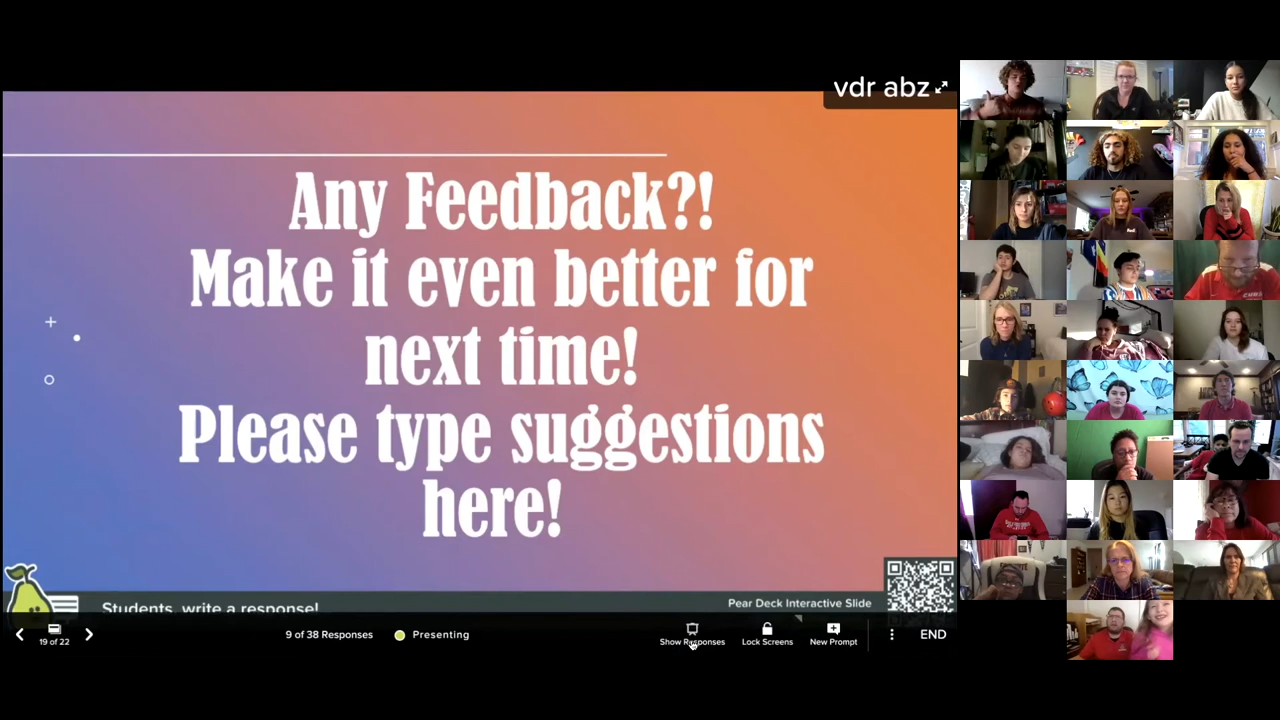 vdr abz
Any Feedback?!
Make it even better for
next time!
Please type suggestions
here!
Students, write a response!
Pear Deck Interactive Slide
19 of 22
9 of 38 Responses
Presenting
Show Responses
Lock Screens
New Prompt
END